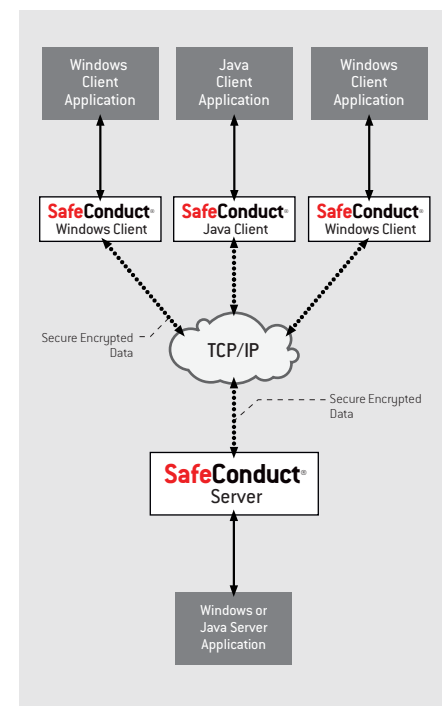 Windows
Client
Application
Java
Client
Application
Windows
Client
Application
SafeConduct®
Windows Client
SafeConduct®
Java Client
SafeConduct®
Windows Client
Secure Encrypted
Data
TCP/IP
Secure Encrypted
Data
SafeConduct®
Server
Windows or
Java Server
Application